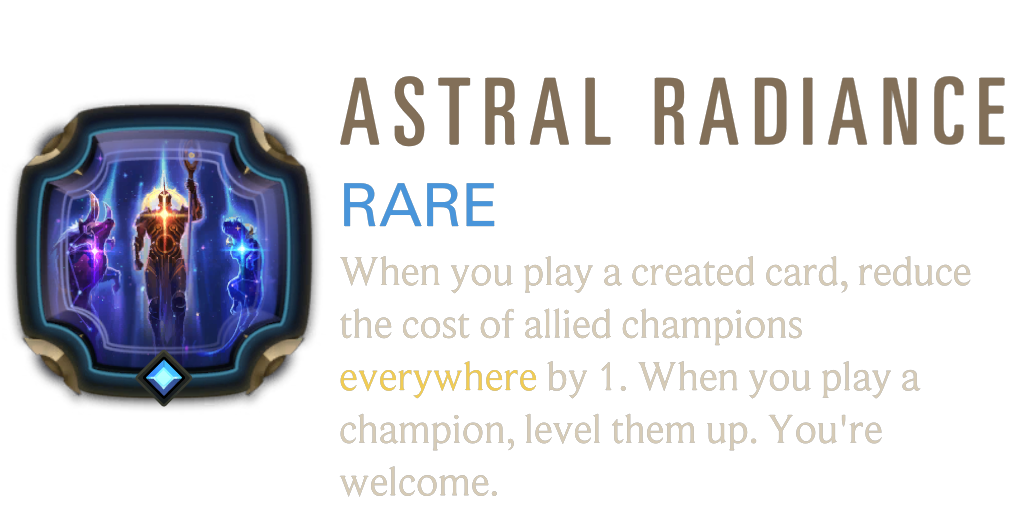 ASTRAL RADIANCE
RARE
When you play a created card, reduce
the cost of allied champions
everywhere by 1. When you play a
champion, level them up. You're
welcome.